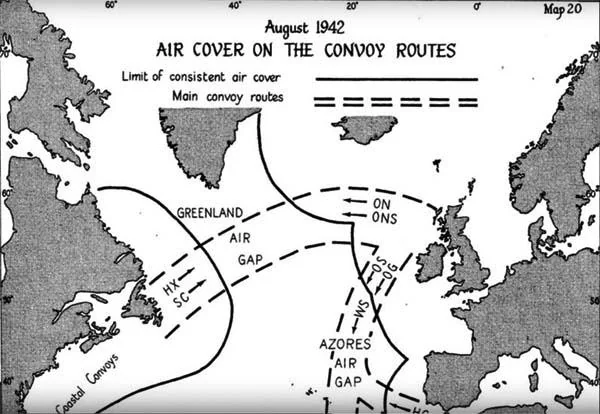 60°
40°
20°
0°
Map 20
August 1942
AIR COVER ON THE CONVOY ROUTES
Limit of consistent air cover
Main convoy routes
60°
60°
GREENLAND
AIR
GAP
ON
ONS
HX
SC
OS
OG
WS
50°
AZORES
AIR
GAP
40°
40°
Coastal Convoys